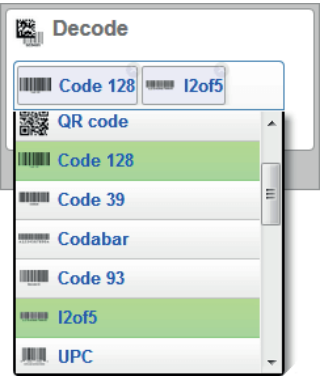 Decode
Code 128 I2of5
QR code
Code 128
Code 39
Codabar
Code 93
I2of5
UPC